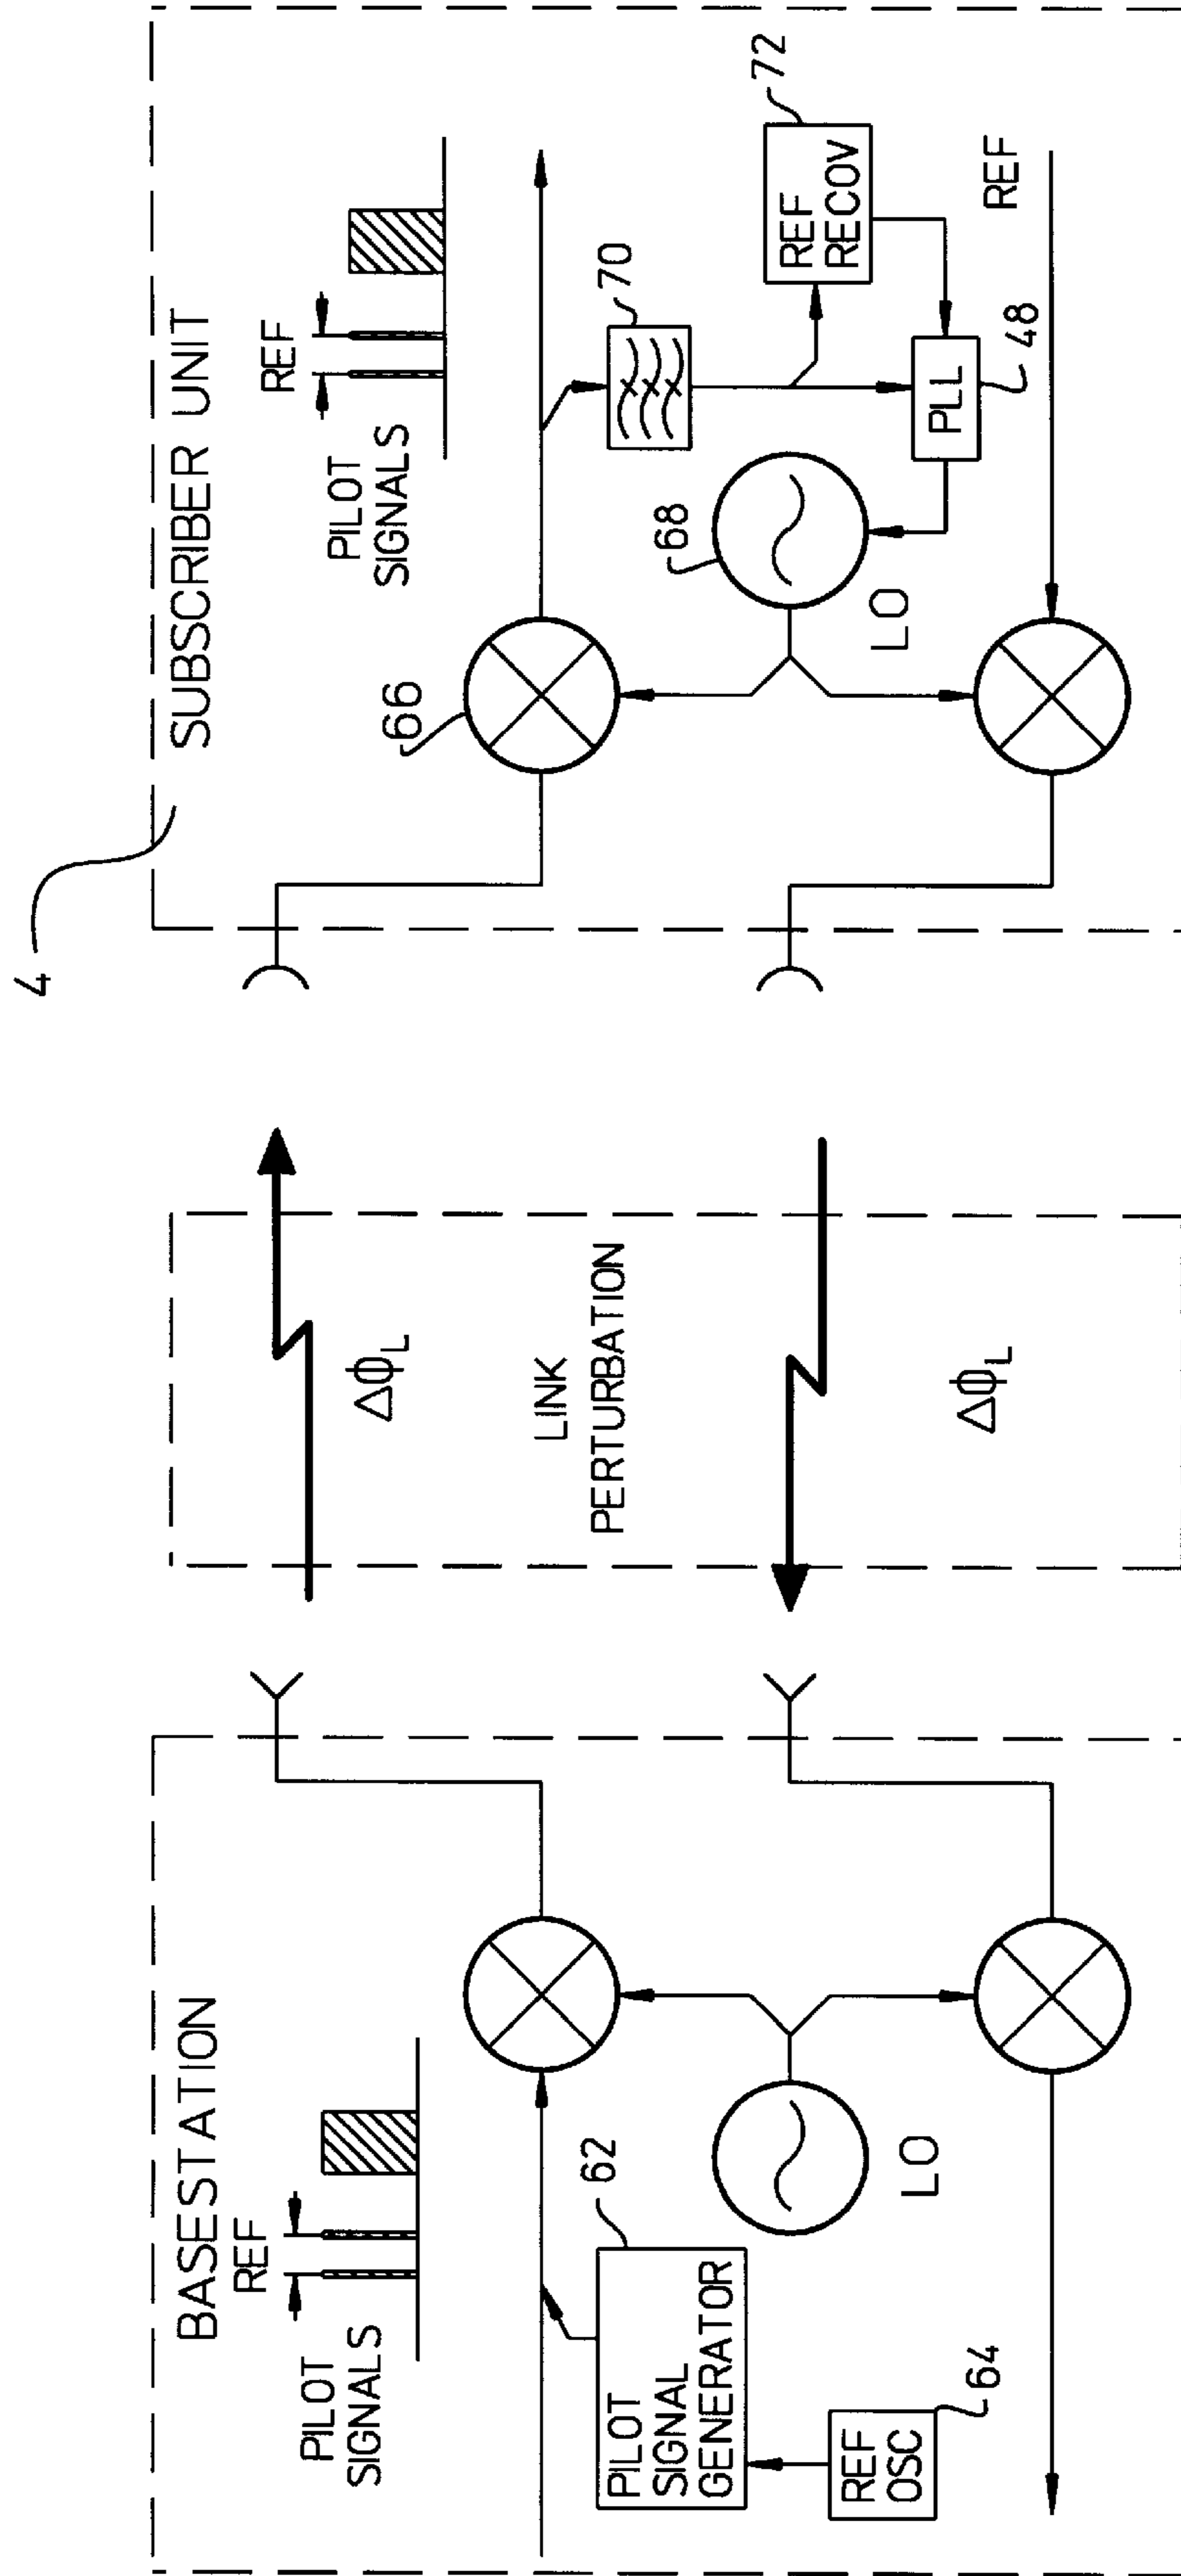 BASESTATION
REF
PILOT
SIGNALS
62
PILOT
SIGNAL
GENERATOR
REF
OSC
64
LO
ΔΦL
LINK
PERTURBATION
ΔΦL
4
SUBSCRIBER UNIT
REF
PILOT
SIGNALS
66
68
LO
70
REF
RECOV
72
PLL
48
REF